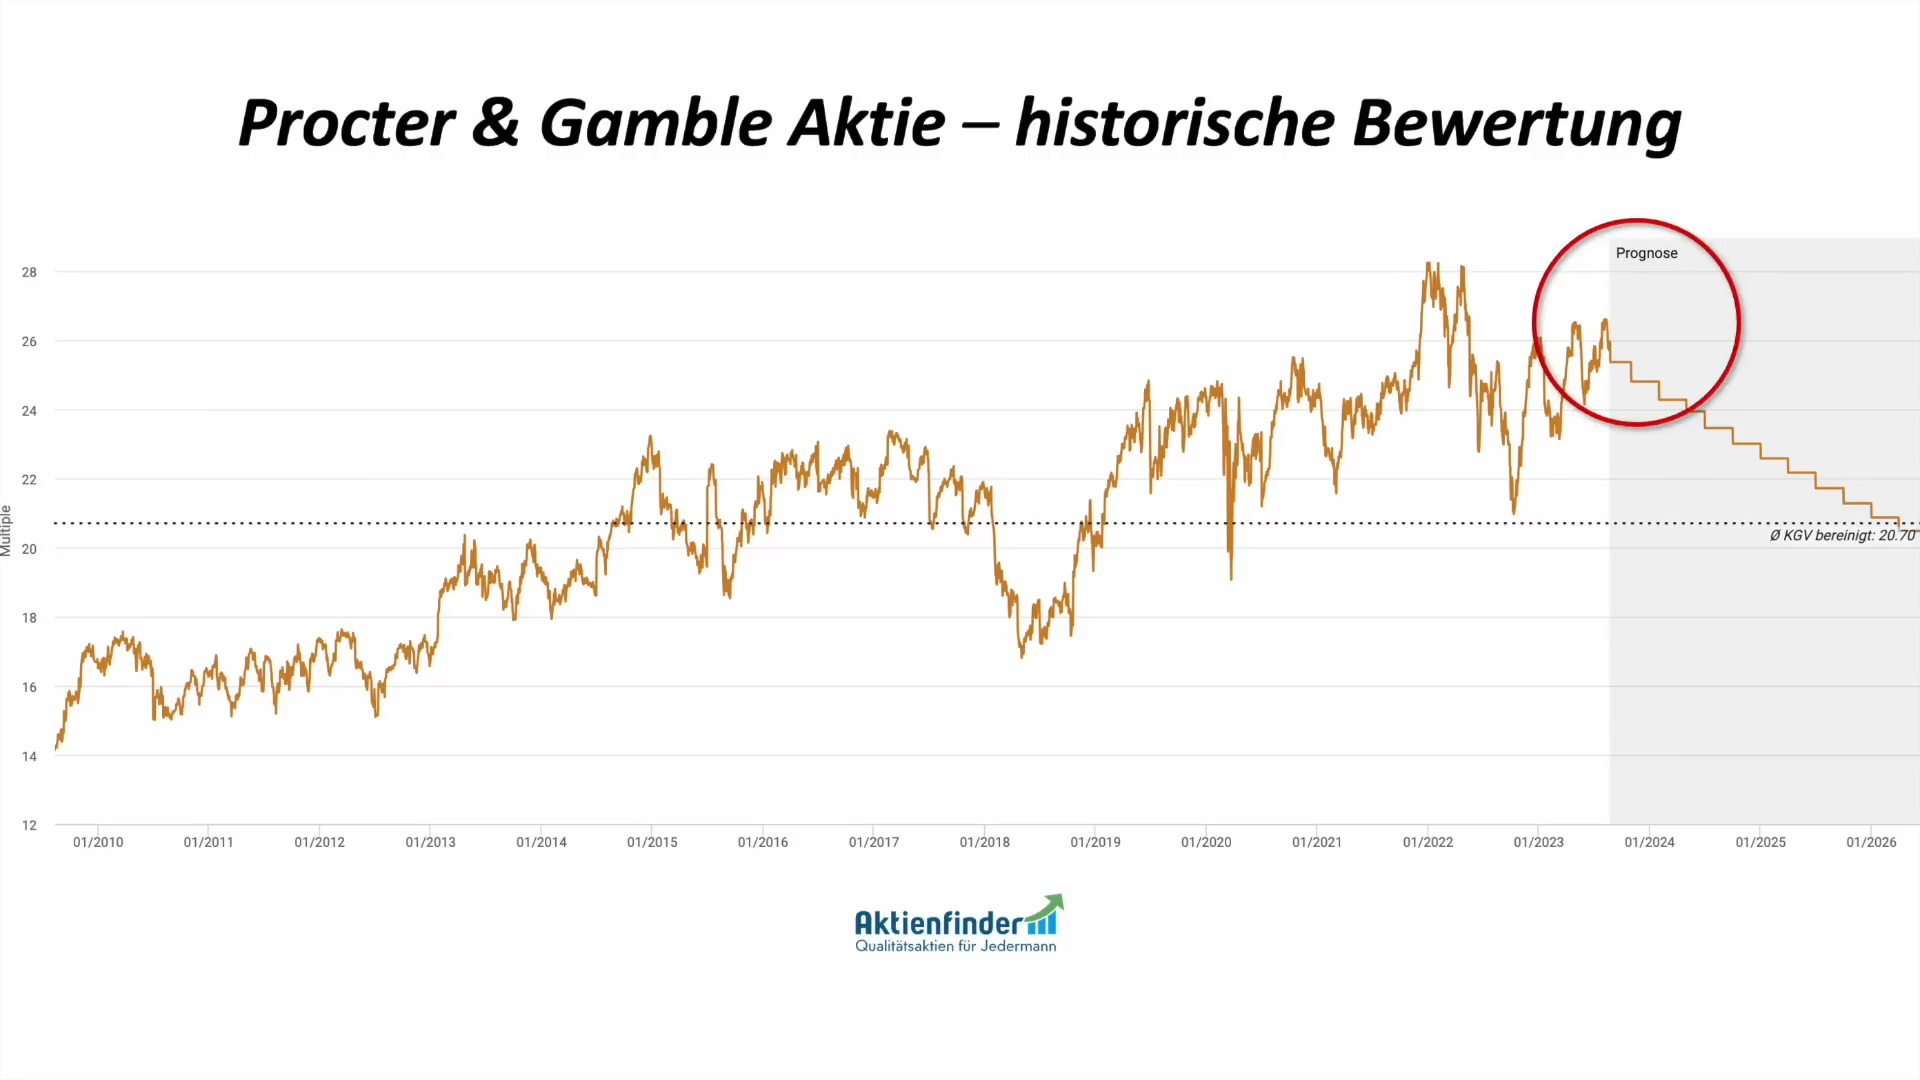 Procter & Gamble Aktie – historische Bewertung
Prognose
28
26
24
22
20
18
16
14
12
Multiple
Ø KGV bereinigt: 20.70
01/2010 01/2011 01/2012 01/2013 01/2014 01/2015 01/2016 01/2017 01/2018 01/2019 01/2020 01/2021 01/2022 01/2023 01/2024 01/2025 01/2026
Aktienfinder
Qualitätsaktien für Jedermann